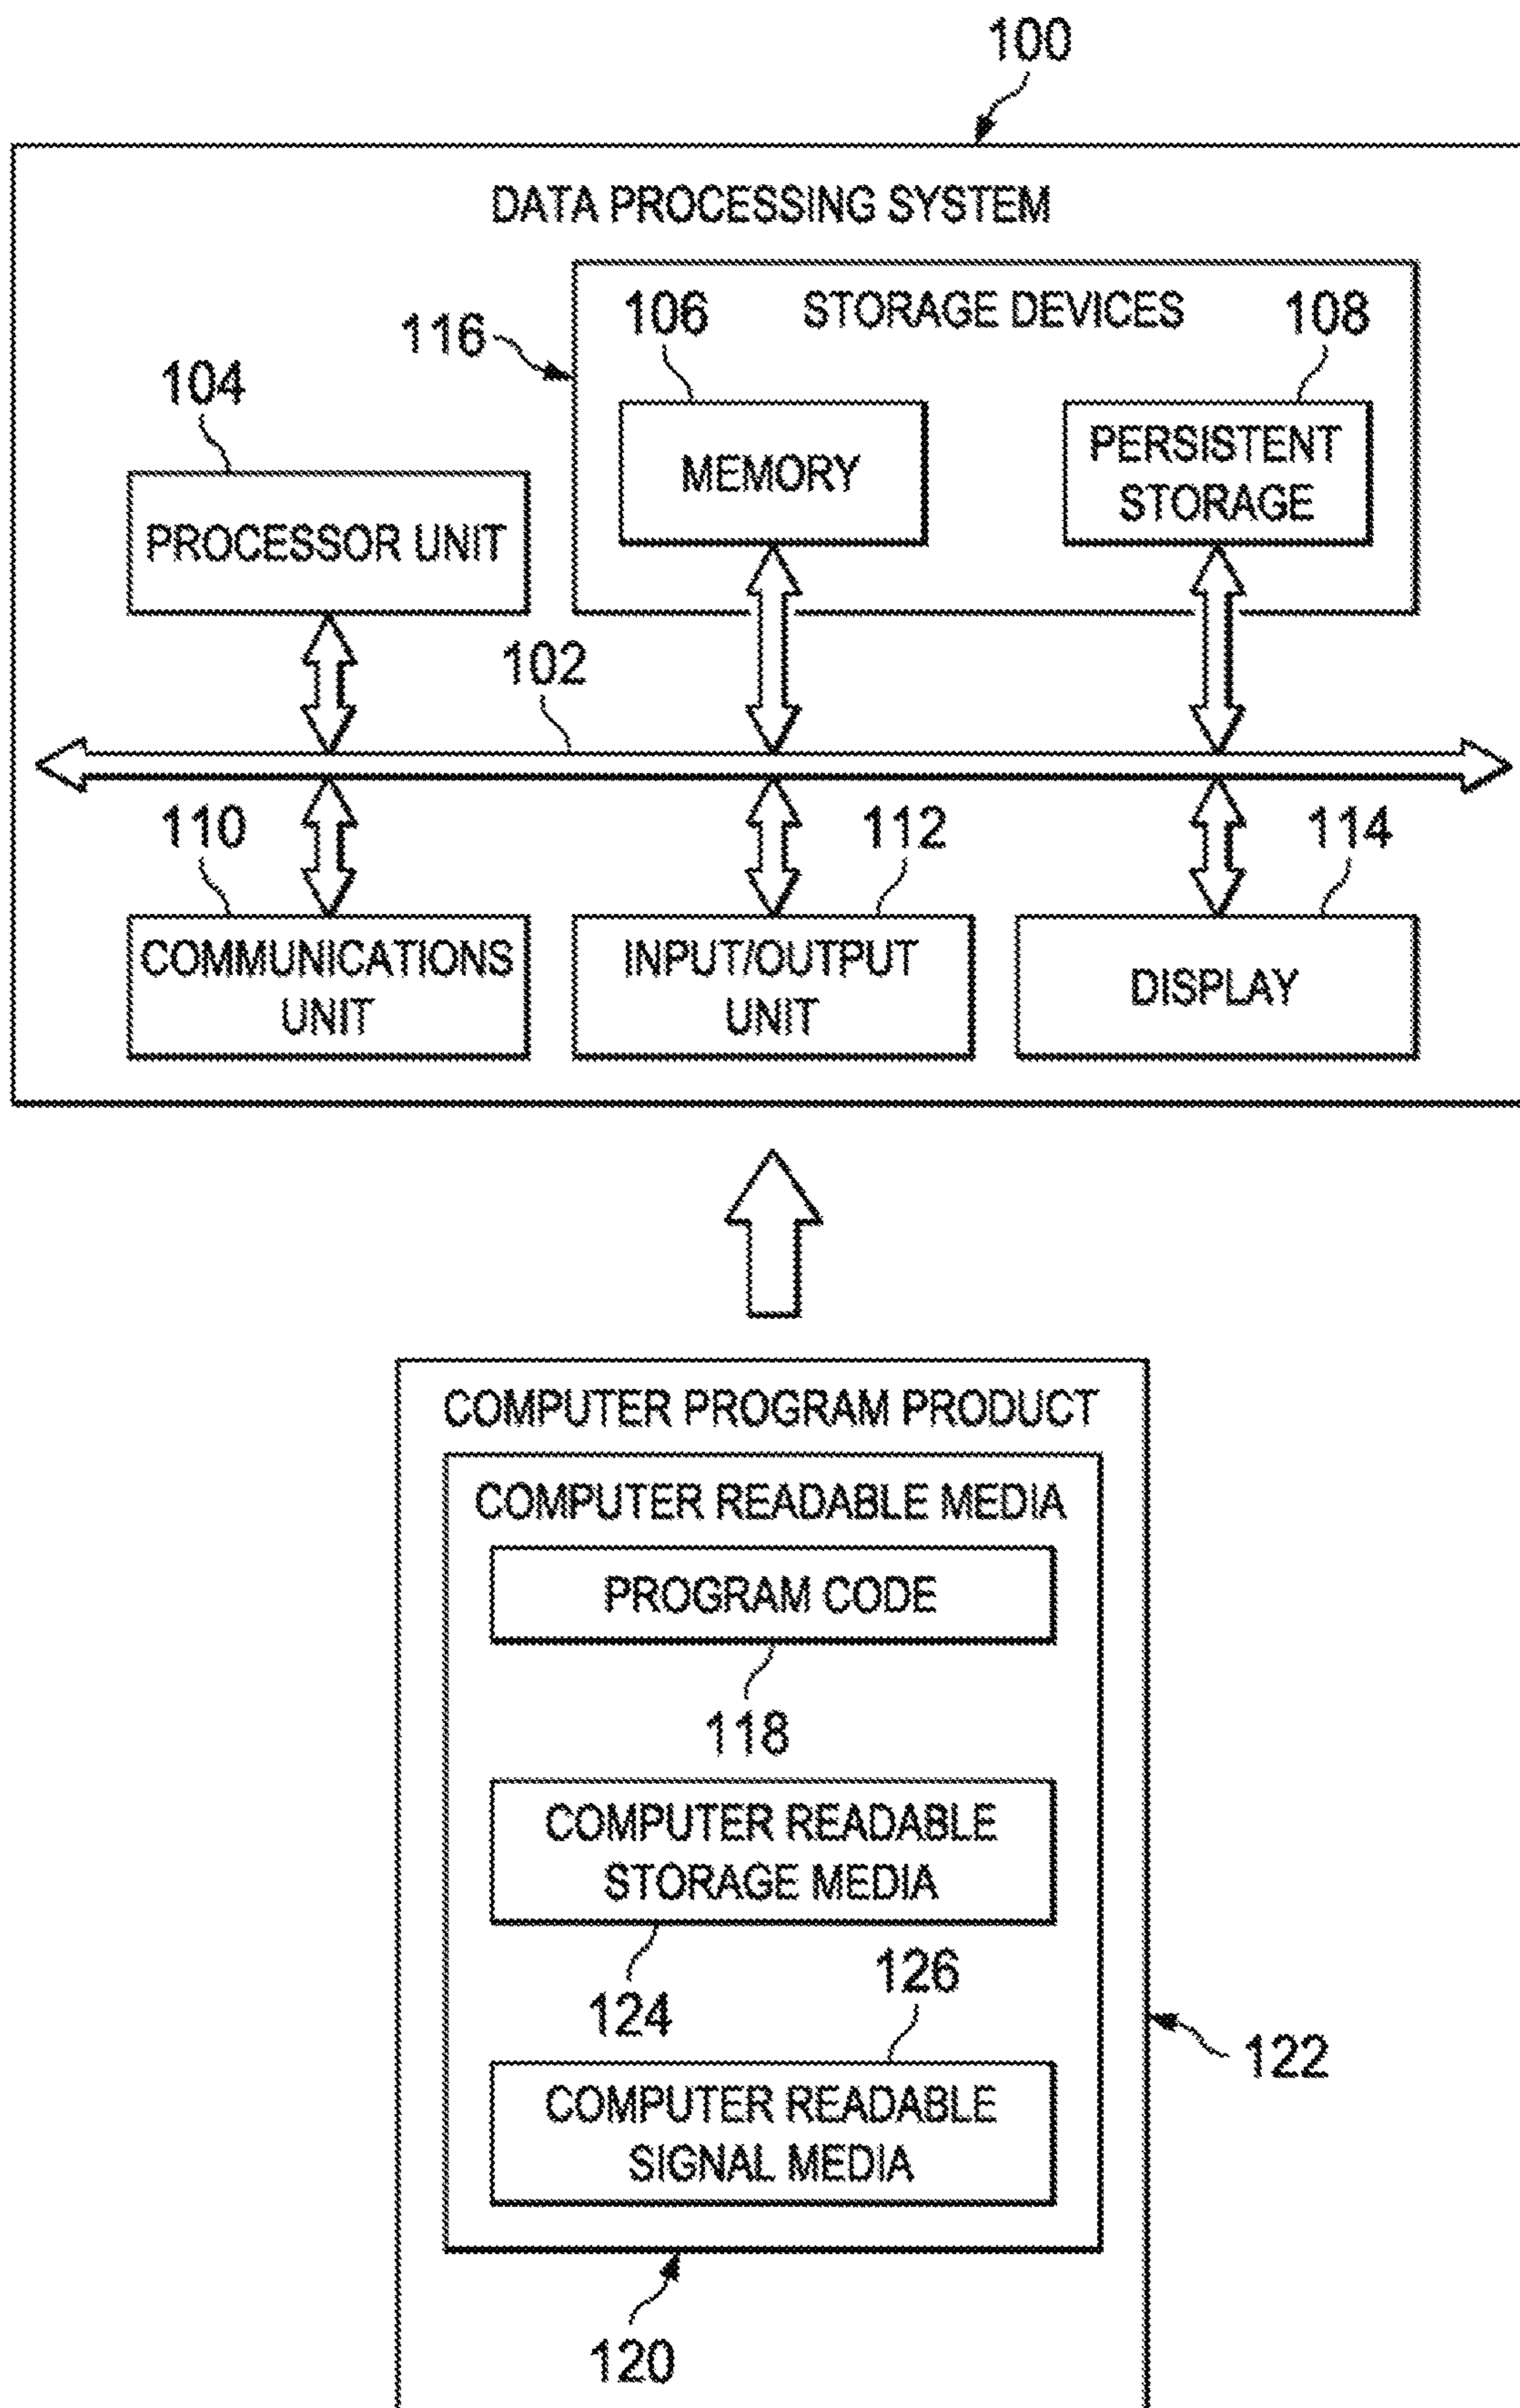 100
DATA PROCESSING SYSTEM
116
106
STORAGE DEVICES
108
104
MEMORY
PERSISTENT
STORAGE
PROCESSOR UNIT
102
110
112
114
COMMUNICATIONS
UNIT
INPUT/OUTPUT
UNIT
DISPLAY
COMPUTER PROGRAM PRODUCT
COMPUTER READABLE MEDIA
PROGRAM CODE
118
COMPUTER READABLE
STORAGE MEDIA
124
126
COMPUTER READABLE
SIGNAL MEDIA
122
120